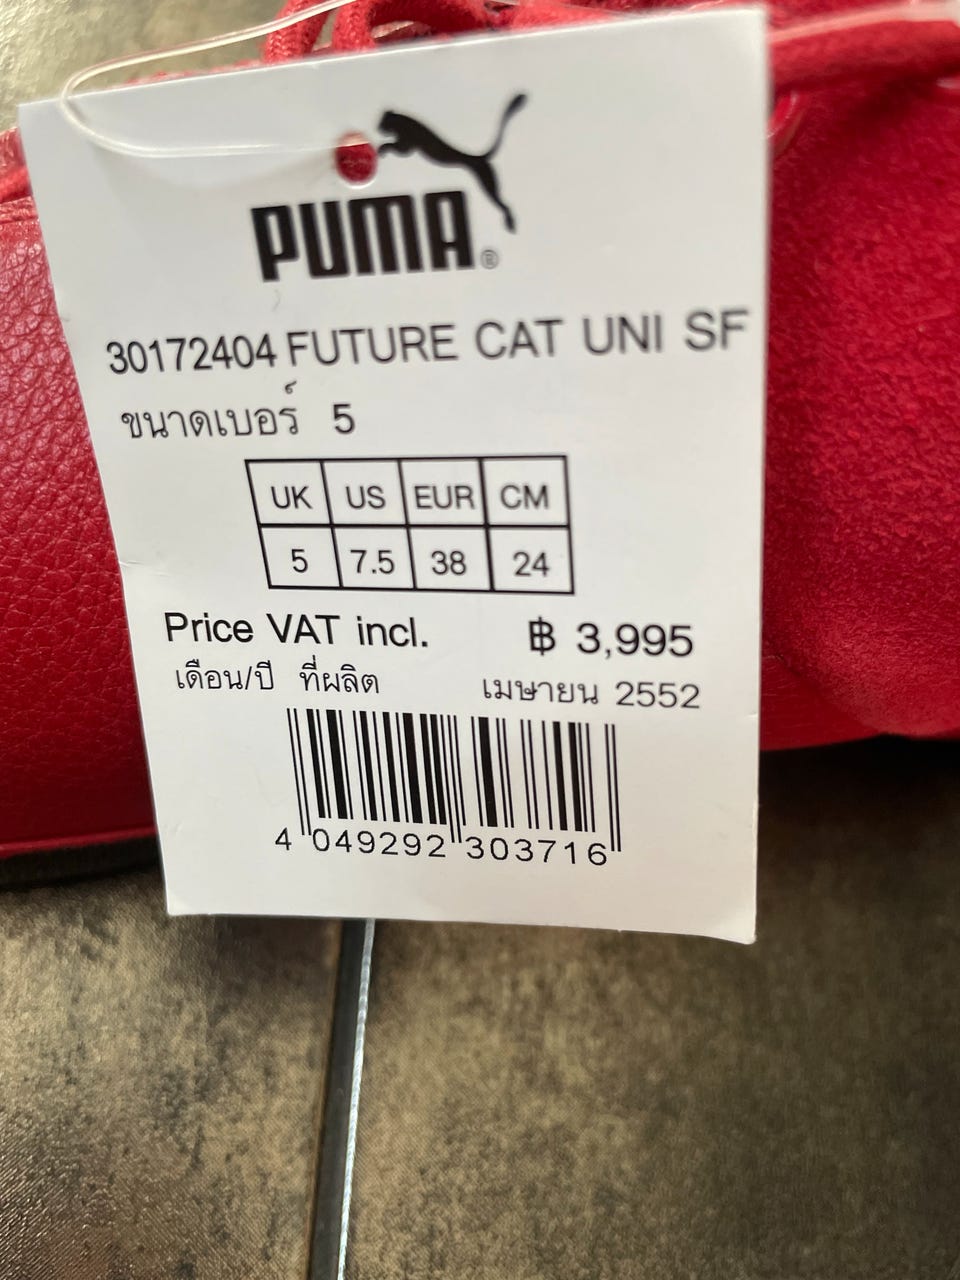 PUMA®
30172404 FUTURE CAT UNI SF
ขนาดเบอร์ 5
UK US EUR CM
5 7.5 38 24
Price VAT incl. ฿ 3,995
เดือน/ปี ที่ผลิต เมษายน 2552
4 049292 303716